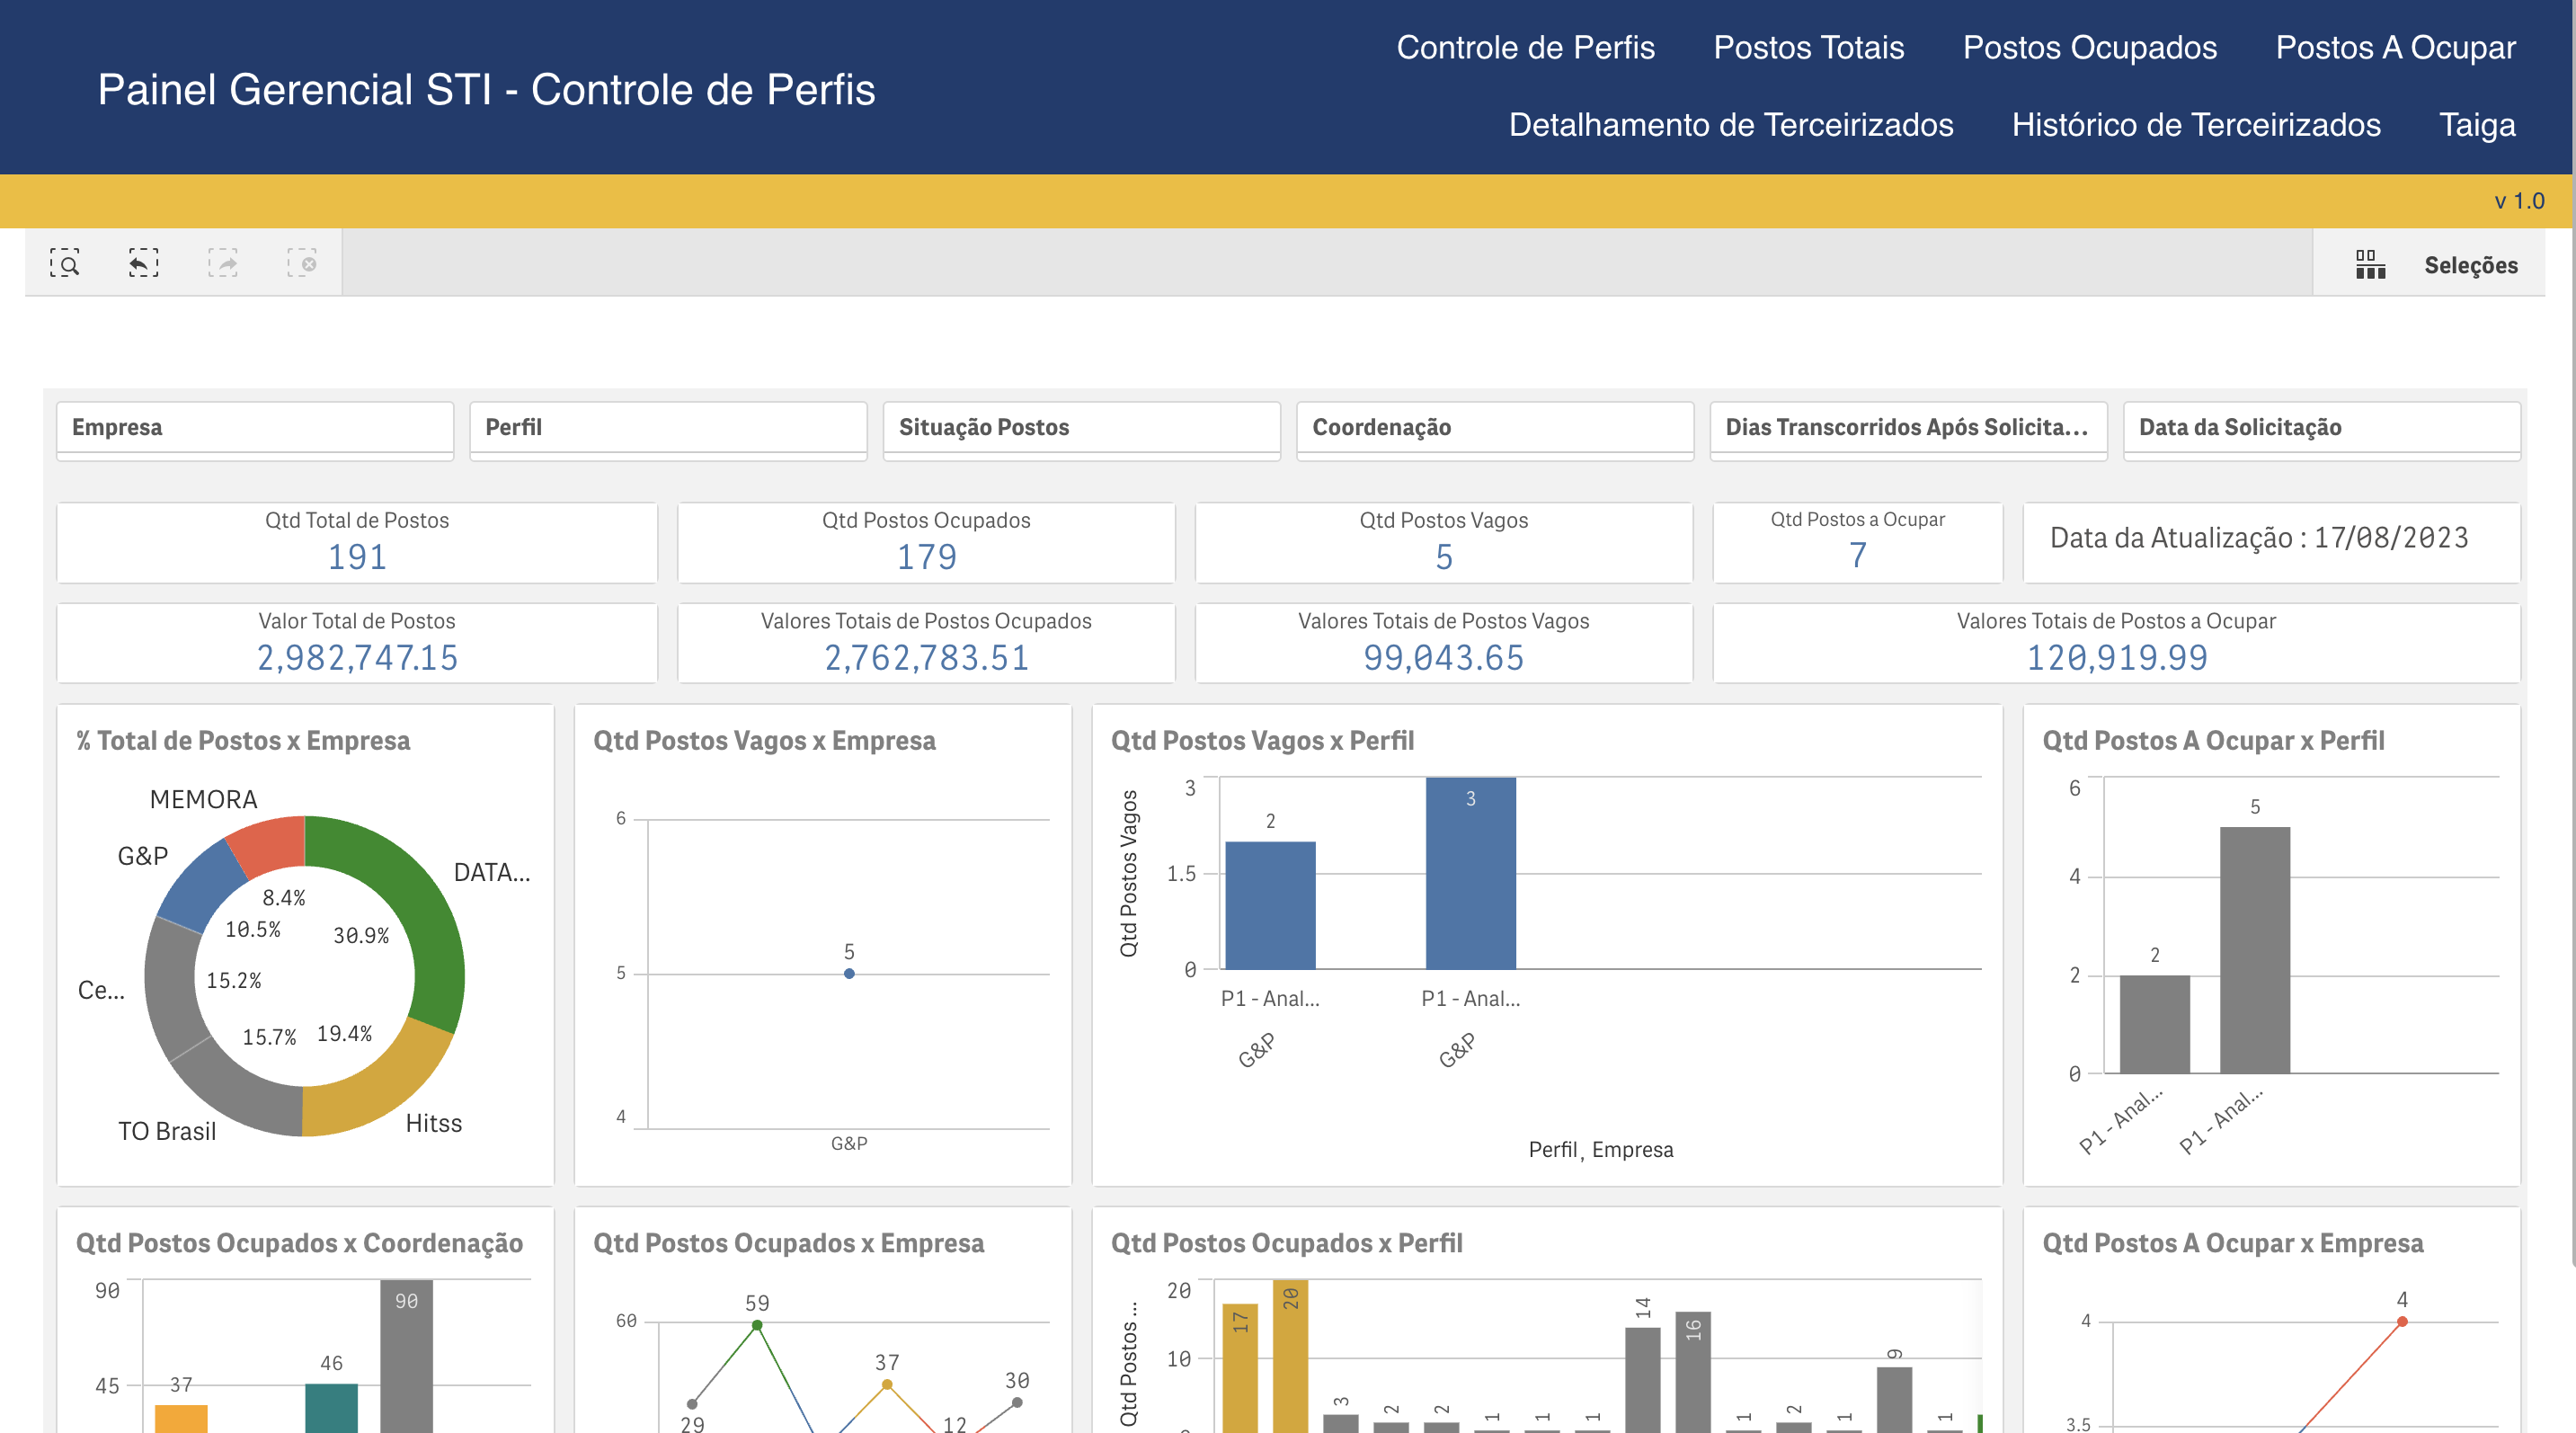 Painel Gerencial STI - Controle de Perfis
Controle de Perfis Postos Totais Postos Ocupados Postos A Ocupar
Detalhamento de Terceirizados Histórico de Terceirizados Taiga
v 1.0
Seleções
Empresa Perfil Situação Postos Coordenação Dias Transcorridos Após Solicita... Data da Solicitação
Qtd Total de Postos
191
Qtd Postos Ocupados
179
Qtd Postos Vagos
5
Qtd Postos a Ocupar
7
Data da Atualização : 17/08/2023
Valor Total de Postos
2,982,747.15
Valores Totais de Postos Ocupados
2,762,783.51
Valores Totais de Postos Vagos
99,043.65
Valores Totais de Postos a Ocupar
120,919.99
% Total de Postos x Empresa
MEMORA
G&P
DATA...
8.4%
10.5%
30.9%
15.2%
Ce...
15.7%
19.4%
TO Brasil
Hitss
Qtd Postos Vagos x Empresa
6
5
5
4
G&P
Qtd Postos Vagos x Perfil
Qtd Postos Vagos
3
1.5
0
2
3
P1 - Anal...
P1 - Anal...
G&P
G&P
Perfil, Empresa
Qtd Postos A Ocupar x Perfil
6
4
2
0
2
5
P1 - Anal...
P1 - Anal...
Qtd Postos Ocupados x Coordenação
90
45
37
46
90
Qtd Postos Ocupados x Empresa
60
29
59
37
12
30
Qtd Postos Ocupados x Perfil
Qtd Postos ...
20
10
17
20
3
2
2
1
1
1
14
16
1
2
1
9
1
Qtd Postos A Ocupar x Empresa
4
3.5
4